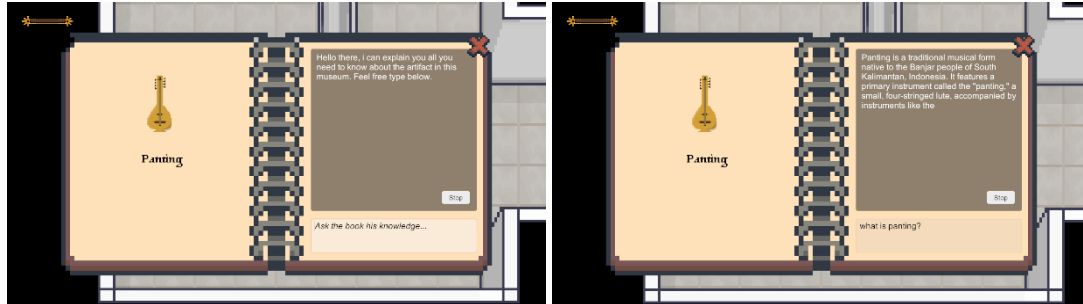 Panting
Hello there, i can explain you all you
need to know about the artifact in this
museum. Feel free type below.
Stop
Ask the book his knowledge...
Panting
Panting is a traditional musical form
native to the Banjar people of South
Kalimantan, Indonesia. It features a
primary instrument called the "panting," a
small, four-stringed lute, accompanied by
instruments like the
Stop
what is panting?